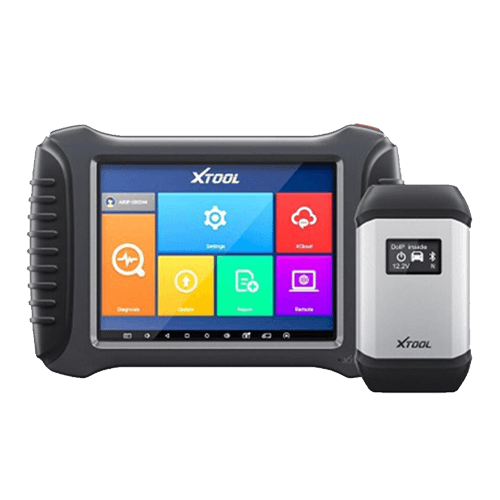 XTOOL
Settings
XCloud
Diagnosis
Update
Report
Remote
DoIP inside
12.2V N
XTOOL